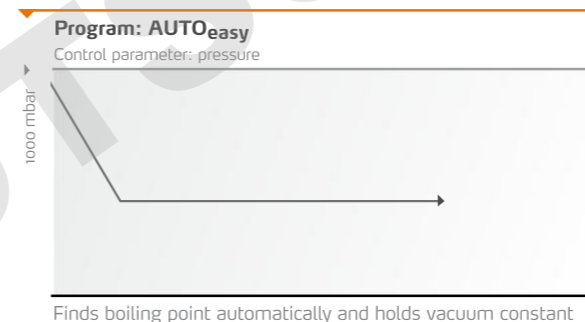 Program: AUTOeasy
Control parameter: pressure
1000 mbar
Finds boiling point automatically and holds vacuum constant